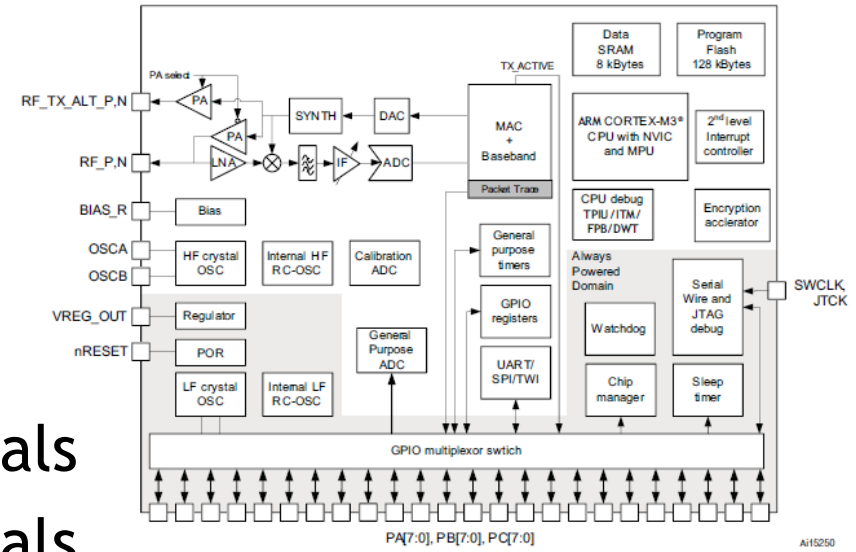 Data
SRAM
8 kBytes
Program
Flash
128 kBytes
TX_ACTIVE
PA select
RF_TX_ALT_P,N
PA
SYNTH
DAC
MAC
+
Baseband
ARM CORTEX-M3®
CPU with NVIC
and MPU
2nd level
Interrupt
controller
PA
RF_P,N
LNA
IF
ADC
Packet Trace
BIAS_R
Bias
CPU debug
TPIU/ITM/
FPB/DWT
Encryption
acclerator
OSCA
OSCB
HF crystal
OSC
Internal HF
RC-OSC
Calibration
ADC
General
purpose
timers
Always
Powered
Domain
Serial
Wire and
JTAG
debug
SWCLK,
JTCK
VREG_OUT
Regulator
GPIO
registers
Watchdog
nRESET
POR
General
Purpose
ADC
UART/
SPI/TWI
LF crystal
OSC
Internal LF
RC-OSC
Chip
manager
Sleep
timer
als
GPIO multiplexor swtich
als
PA[7:0], PB[7:0], PC[7:0]
Ai15250